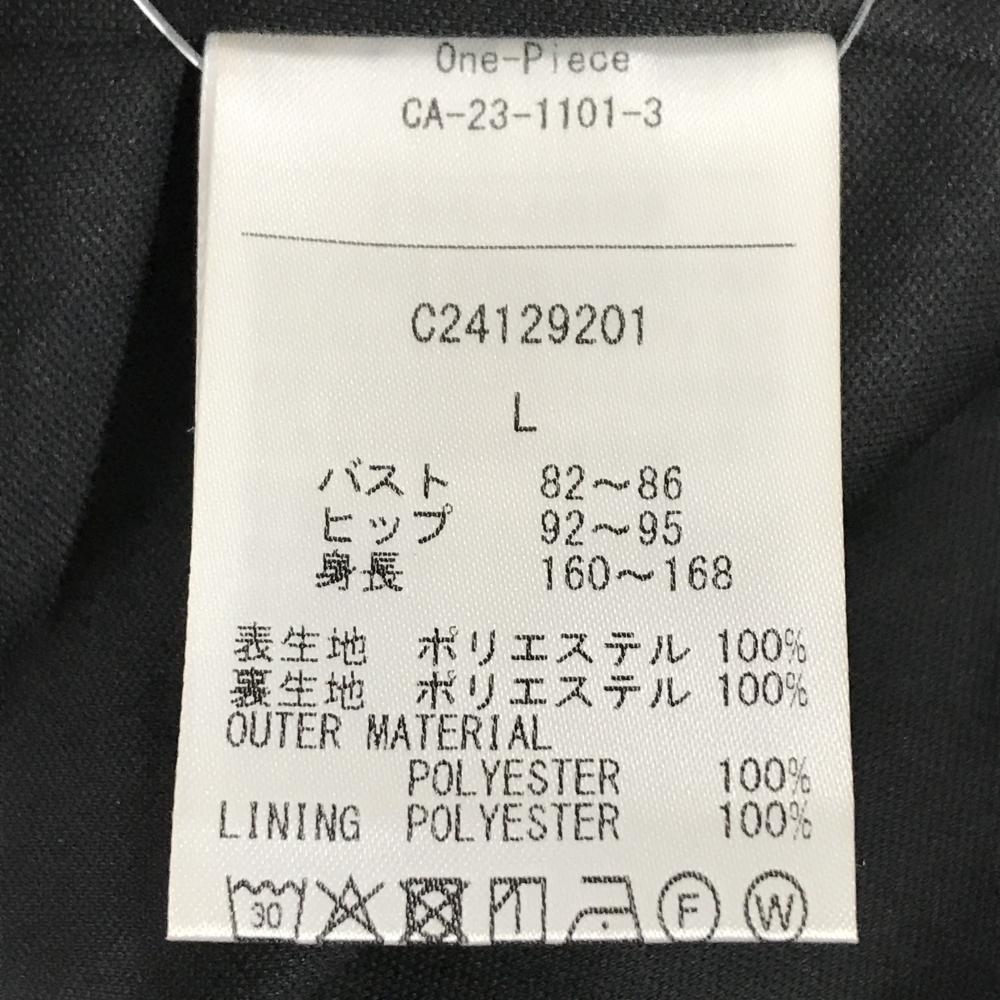 One-Piece
CA-23-1101-3
C24129201
L
バスト 82～86
ヒップ 92～95
身長 160～168
表生地 ポリエステル 100%
裏生地 ポリエステル 100%
OUTER MATERIAL
POLYESTER 100%
LINING POLYESTER 100%
30 F W